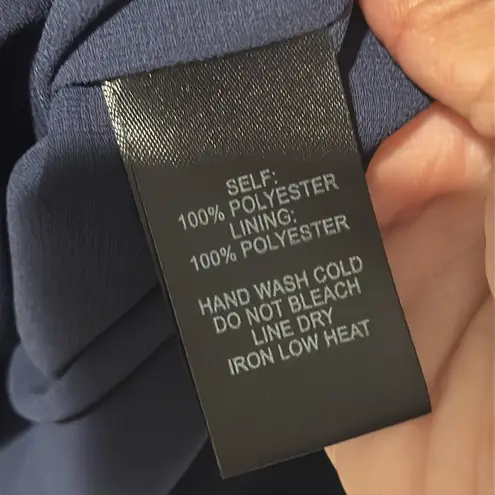 SELF:
100% POLYESTER
LINING:
100% POLYESTER
HAND WASH COLD
DO NOT BLEACH
LINE DRY
IRON LOW HEAT